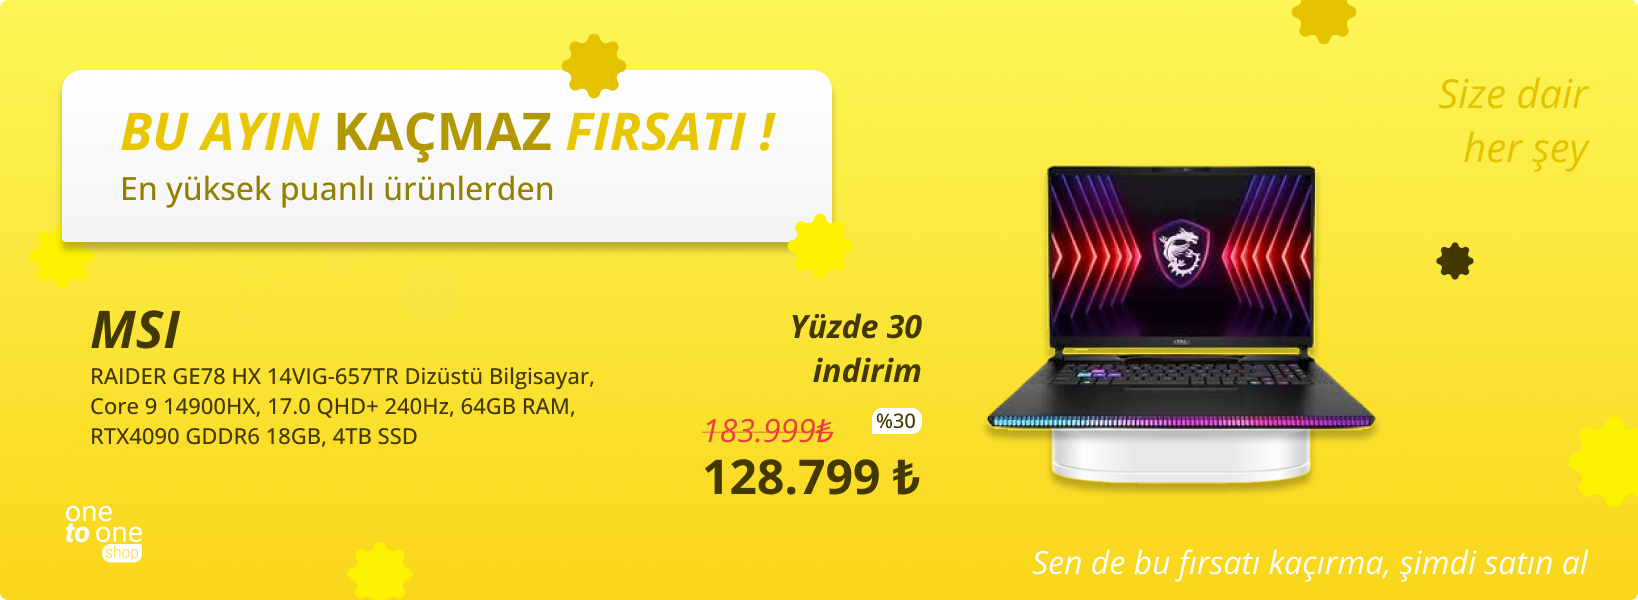 BU AYIN KAÇMAZ FIRSATI !
En yüksek puanlı ürünlerden
Size dair
her şey
MSI
RAIDER GE78 HX 14VIG-657TR Dizüstü Bilgisayar,
Core 9 14900HX, 17.0 QHD+ 240Hz, 64GB RAM,
RTX4090 GDDR6 18GB, 4TB SSD
Yüzde 30
indirim
183.999₺
%30
128.799 ₺
one
to one
shop
Sen de bu fırsatı kaçırma, şimdi satın al